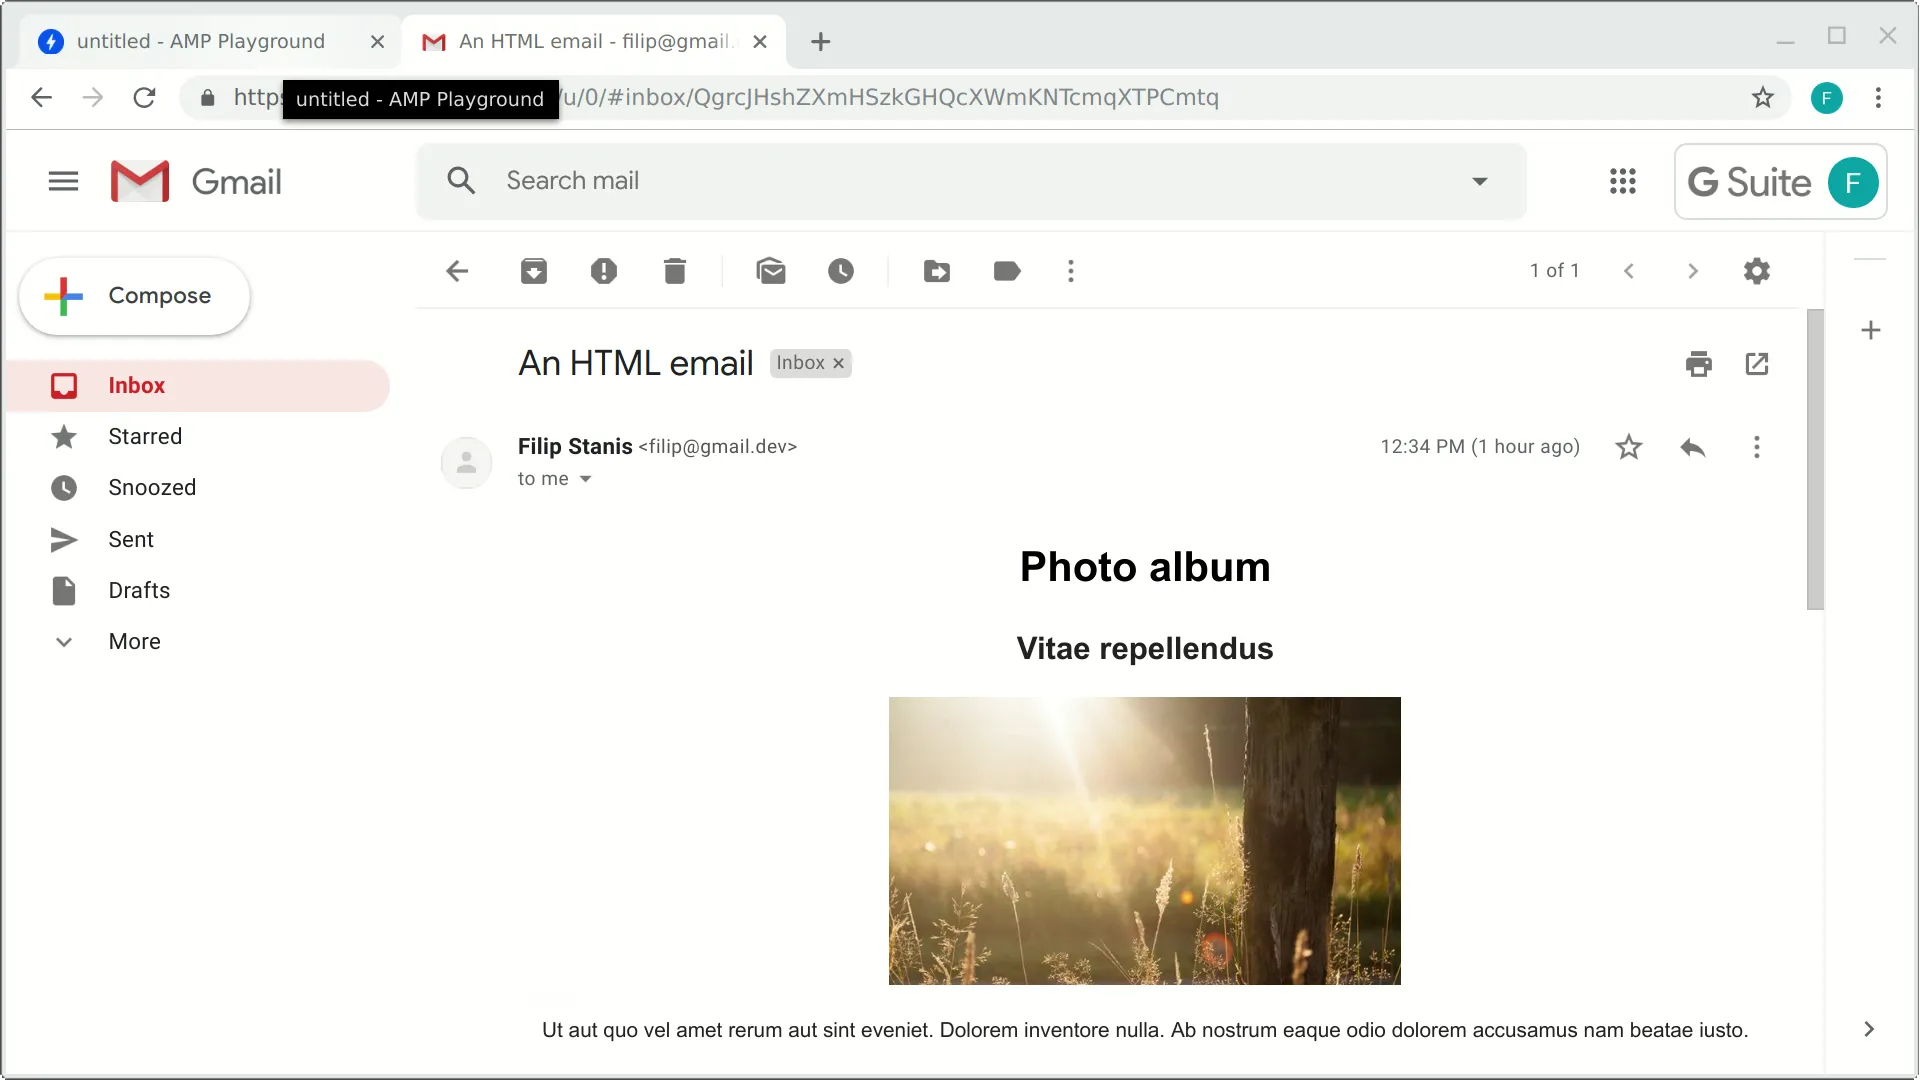 untitled - AMP Playground
An HTML email - filip@gmail.
https
untitled - AMP Playground
/u/0/#inbox/QgrcJHshZXmHSzkGHQcXWmKNTcmqXTPCmtq
F
Gmail
Search mail
G Suite
F
Compose
1 of 1
An HTML email
Inbox
Inbox
Starred
Snoozed
Sent
Drafts
More
Filip Stanis <filip@gmail.dev>
12:34 PM (1 hour ago)
to me
Photo album
Vitae repellendus
Ut aut quo vel amet rerum aut sint eveniet. Dolorem inventore nulla. Ab nostrum eaque odio dolorem accusamus nam beatae iusto.